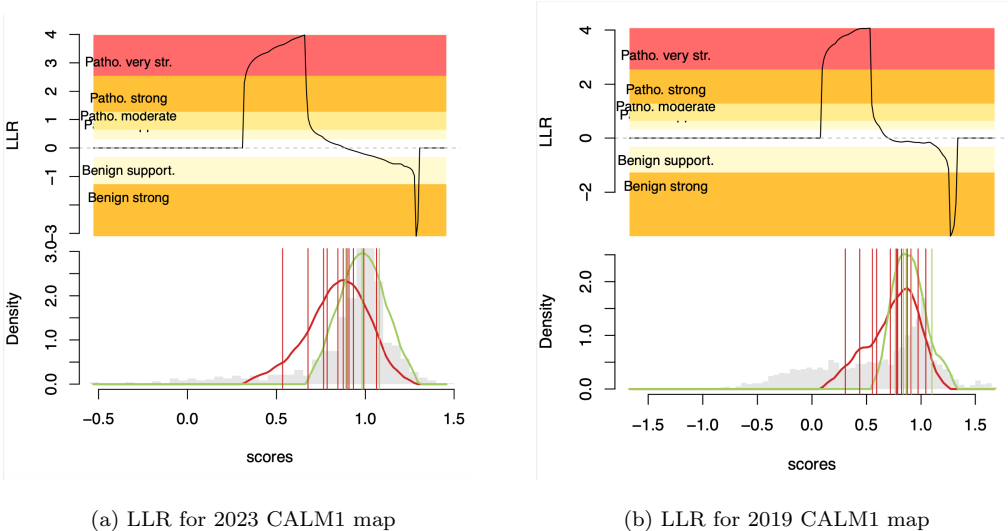 4
3
2
1
0
−1
−3
LLR
Patho. very str.
Patho. strong
Patho. moderate
Benign support.
Benign strong
3.0
2.0
1.0
0.0
Density
−0.5 0.0 0.5 1.0 1.5
scores
(a) LLR for 2023 CALM1 map
4
2
0
−2
LLR
Patho. very str.
Patho. strong
Patho. moderate
Benign support.
Benign strong
2.0
1.0
0.0
Density
−1.5 −1.0 −0.5 0.0 0.5 1.0 1.5
scores
(b) LLR for 2019 CALM1 map